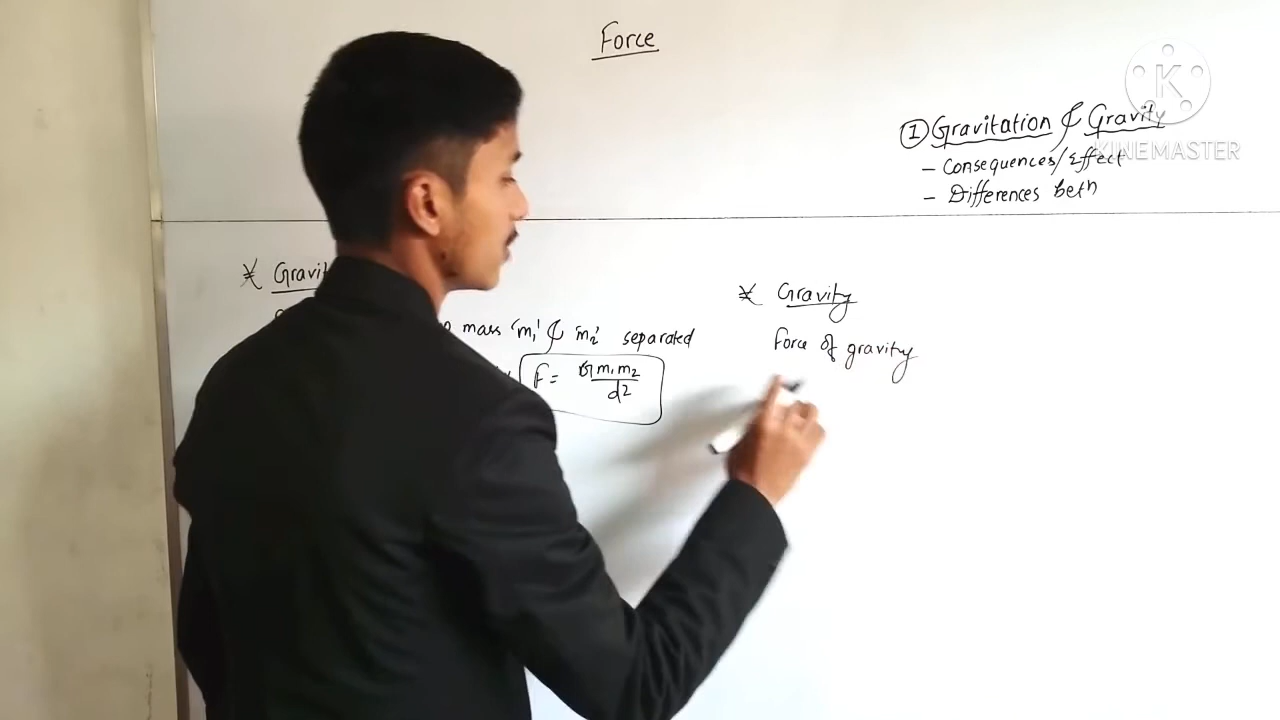 Force
① Gravitation & Gravity
- Consequences/Effect
- Differences betn
K
KINEMASTER
* Gravit
mass 'm₁' & 'm₂' separated
F = Gm₁m₂/d²
* Gravity
Force of gravity